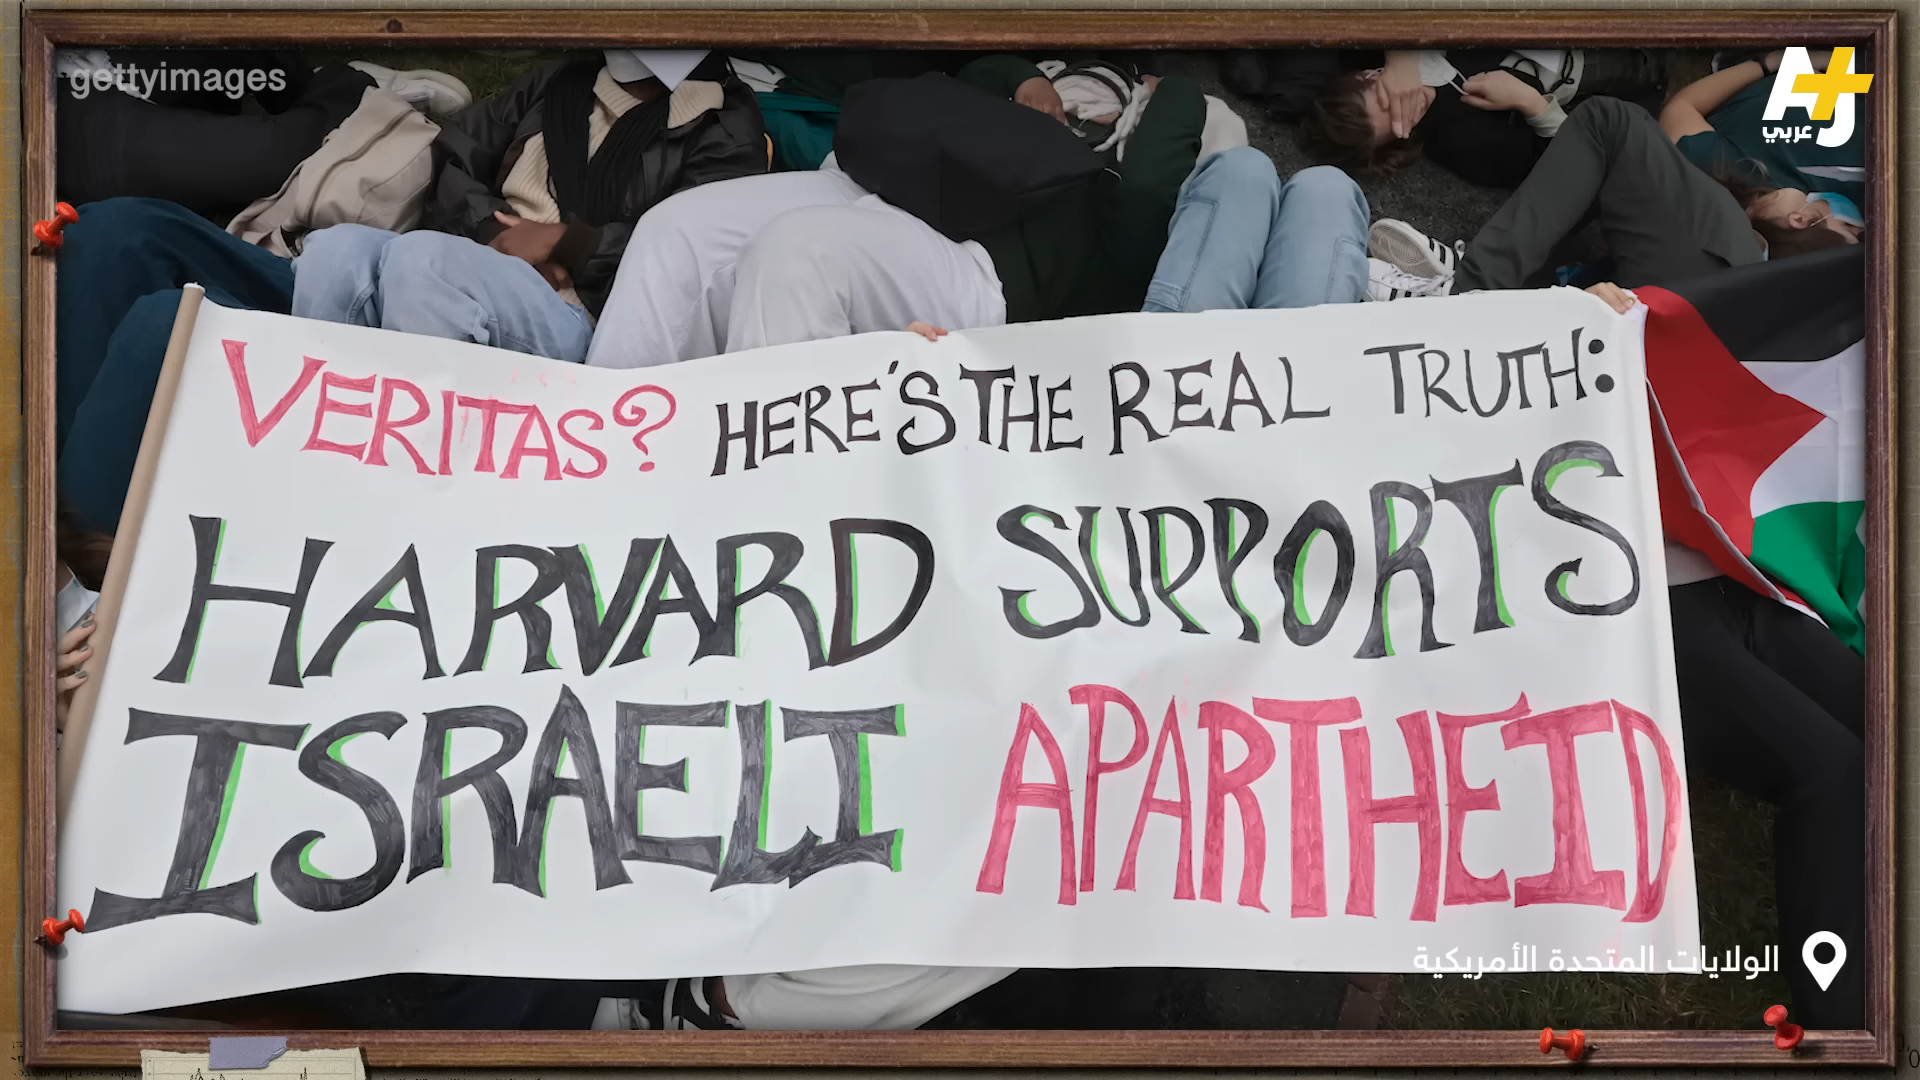 gettyimages
عربي
VERITAS? HERE'S THE REAL TRUTH:
HARVARD SUPPORTS
ISRAELI APARTHEID
الولايات المتحدة الأمريكية